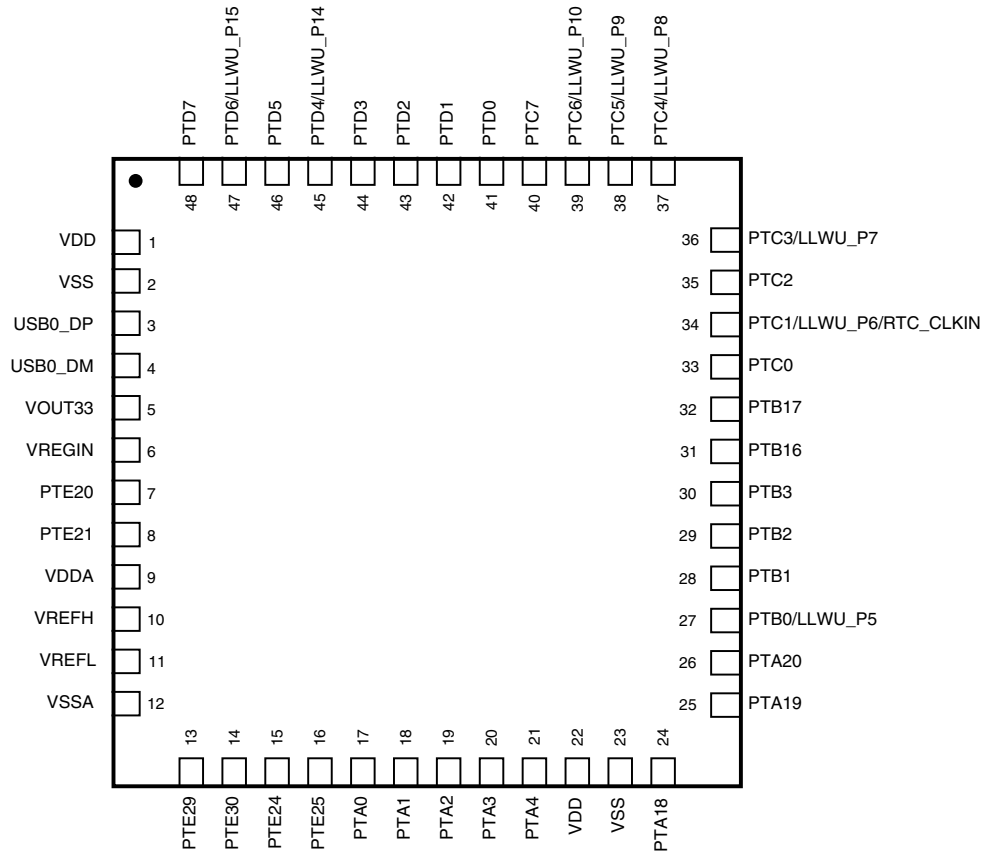 PTD7
PTD6/LLWU_P15
PTD5
PTD4/LLWU_P14
PTD3
PTD2
PTD1
PTD0
PTC7
PTC6/LLWU_P10
PTC5/LLWU_P9
PTC4/LLWU_P8
48
47
46
45
44
43
42
41
40
39
38
37
VDD 1
VSS 2
USB0_DP 3
USB0_DM 4
VOUT33 5
VREGIN 6
PTE20 7
PTE21 8
VDDA 9
VREFH 10
VREFL 11
VSSA 12
36 PTC3/LLWU_P7
35 PTC2
34 PTC1/LLWU_P6/RTC_CLKIN
33 PTC0
32 PTB17
31 PTB16
30 PTB3
29 PTB2
28 PTB1
27 PTB0/LLWU_P5
26 PTA20
25 PTA19
13
14
15
16
17
18
19
20
21
22
23
24
PTE29
PTE30
PTE24
PTE25
PTA0
PTA1
PTA2
PTA3
PTA4
VDD
VSS
PTA18